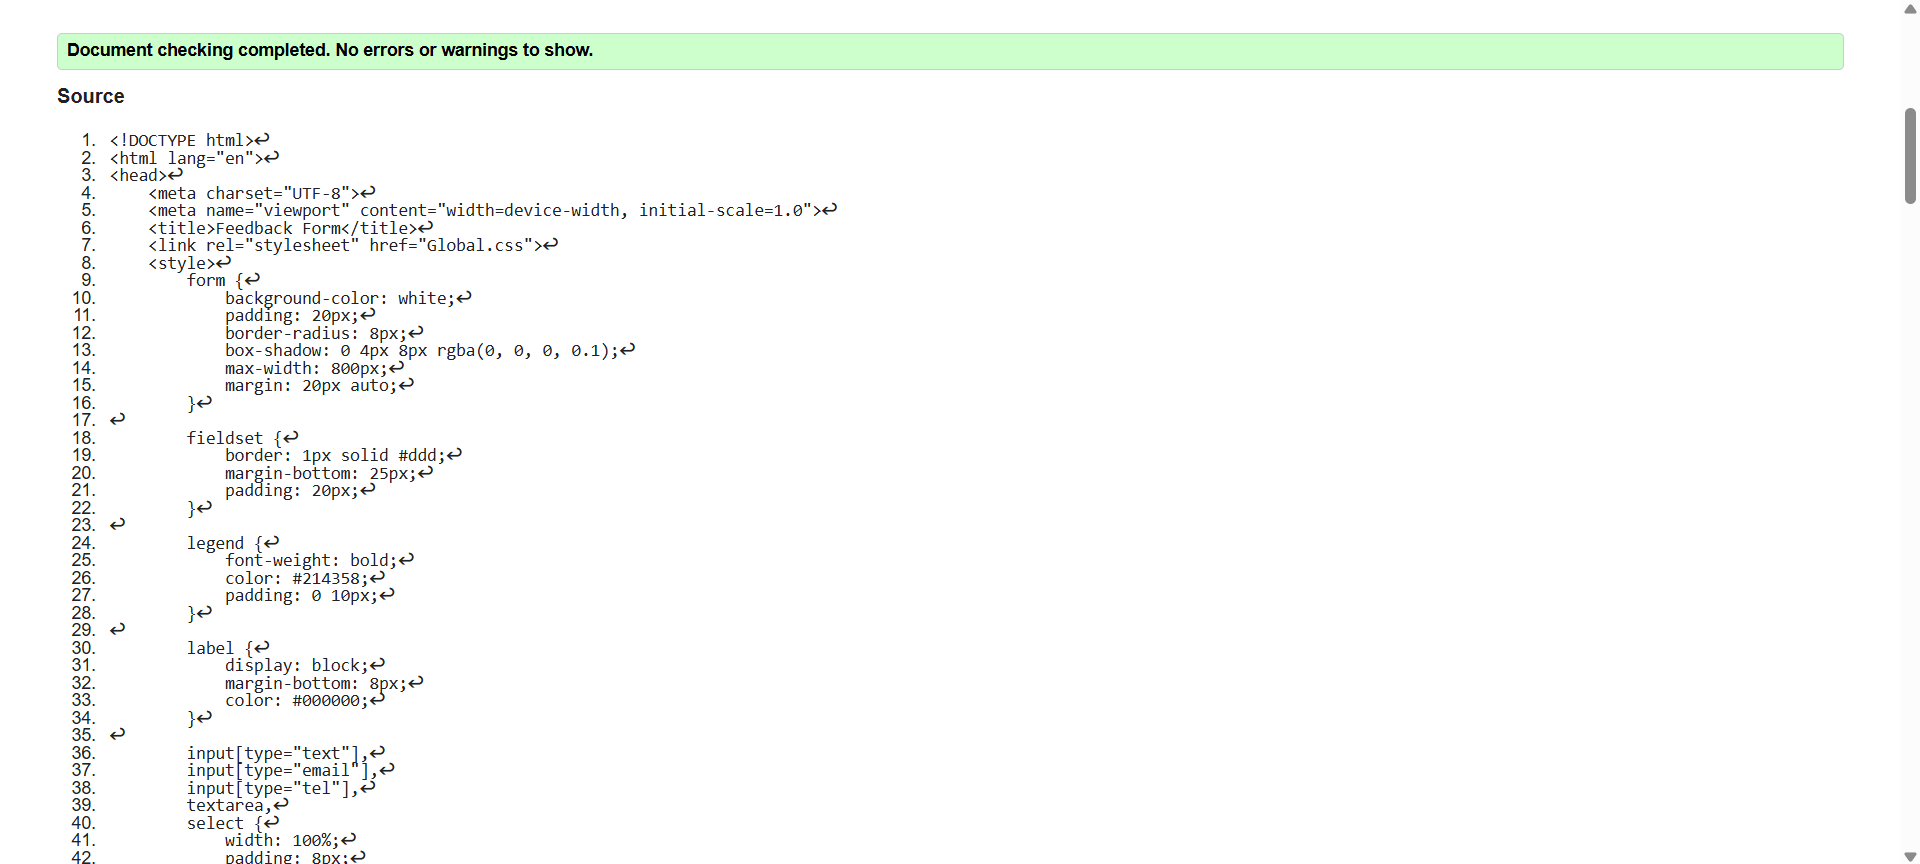 Document checking completed. No errors or warnings to show.
Source
1. <!DOCTYPE html>↩
2. <html lang="en">↩
3. <head>↩
4.     <meta charset="UTF-8">↩
5.     <meta name="viewport" content="width=device-width, initial-scale=1.0">↩
6.     <title>Feedback Form</title>↩
7.     <link rel="stylesheet" href="Global.css">↩
8.     <style>↩
9.         form {↩
10.             background-color: white;↩
11.             padding: 20px;↩
12.             border-radius: 8px;↩
13.             box-shadow: 0 4px 8px rgba(0, 0, 0, 0.1);↩
14.             max-width: 800px;↩
15.             margin: 20px auto;↩
16.         }↩
17. ↩
18.         fieldset {↩
19.             border: 1px solid #ddd;↩
20.             margin-bottom: 25px;↩
21.             padding: 20px;↩
22.         }↩
23. ↩
24.         legend {↩
25.             font-weight: bold;↩
26.             color: #214358;↩
27.             padding: 0 10px;↩
28.         }↩
29. ↩
30.         label {↩
31.             display: block;↩
32.             margin-bottom: 8px;↩
33.             color: #000000;↩
34.         }↩
35. ↩
36.         input[type="text"],↩
37.         input[type="email"],↩
38.         input[type="tel"],↩
39.         textarea,↩
40.         select {↩
41.             width: 100%;↩
42.             padding: 8px;↩